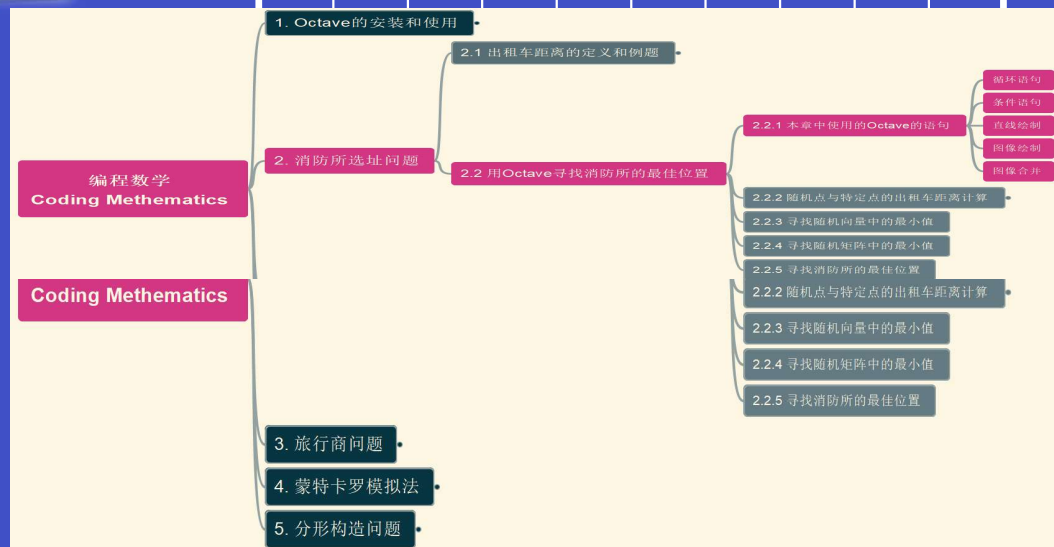 1. Octave的安装和使用
2.1 出租车距离的定义和例题
循环语句
条件语句
2.2.1 本章中使用的Octave的语句
直线绘制
图像绘制
图像合并
编程数学
Coding Methematics
2. 消防所选址问题
2.2 用Octave寻找消防所的最佳位置
2.2.2 随机点与特定点的出租车距离计算
2.2.3 寻找随机向量中的最小值
2.2.4 寻找随机矩阵中的最小值
2.2.5 寻找消防所的最佳位置
Coding Methematics
2.2.2 随机点与特定点的出租车距离计算
2.2.3 寻找随机向量中的最小值
2.2.4 寻找随机矩阵中的最小值
2.2.5 寻找消防所的最佳位置
3. 旅行商问题
4. 蒙特卡罗模拟法
5. 分形构造问题